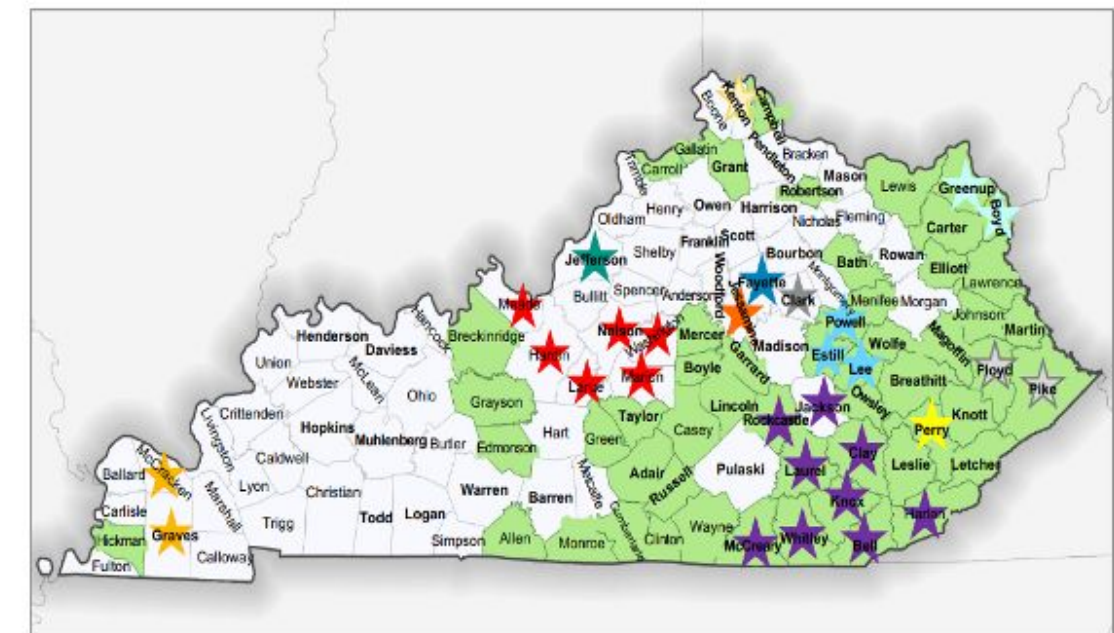 Kenton
Campbell
Boone
Pendleton
Bracken
Gallatin
Carroll
Grant
Trimble
Mason
Robertson
Lewis
Greenup
Boyd
Owen
Harrison
Henry
Oldham
Nicholas
Fleming
Carter
Scott
Franklin
Shelby
Jefferson
Bourbon
Rowan
Bath
Elliott
Woodford
Fayette
Montgomery
Lawrence
Spencer
Anderson
Bullitt
Clark
Menifee
Morgan
Meade
Jessamine
Johnson
Powell
Martin
Hancock
Nelson
Washington
Mercer
Madison
Magoffin
Breckinridge
Henderson
Daviess
Hardin
Garrard
Estill
Wolfe
Lee
Floyd
Union
McLean
Boyle
Pike
Webster
Ohio
Larue
Marion
Breathitt
Grayson
Owsley
Jackson
Lincoln
Rockcastle
Crittenden
Livingston
Hopkins
Hart
Taylor
Knott
Perry
Muhlenberg
Butler
Green
Casey
Edmonson
Clay
Caldwell
McCracken
Ballard
Adair
Russell
Pulaski
Laurel
Leslie
Letcher
Lyon
Christian
Warren
Barren
Metcalfe
Marshall
Knox
Carlisle
Todd
Logan
Cumberland
Harlan
Trigg
Wayne
Graves
Hickman
Simpson
Allen
Monroe
Clinton
McCreary
Whitley
Bell
Calloway
Fulton